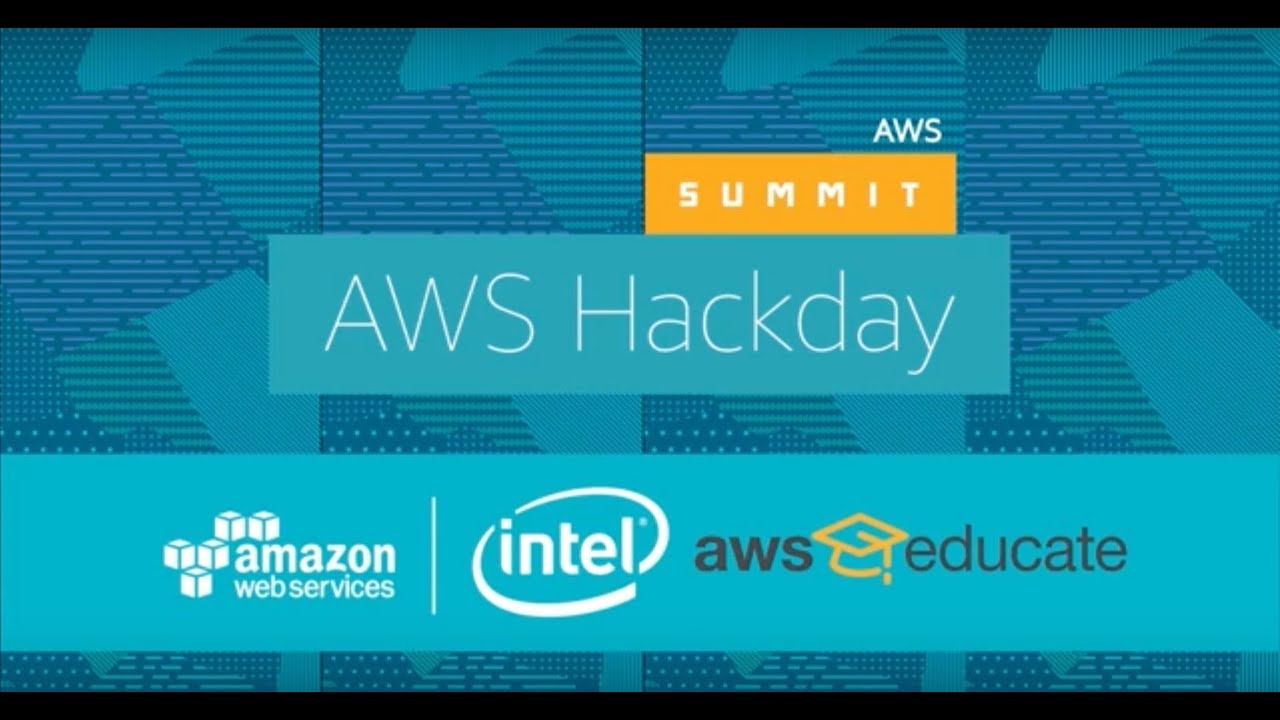 AWS
SUMMIT
AWS Hackday
amazon
web services
intel®
aws educate